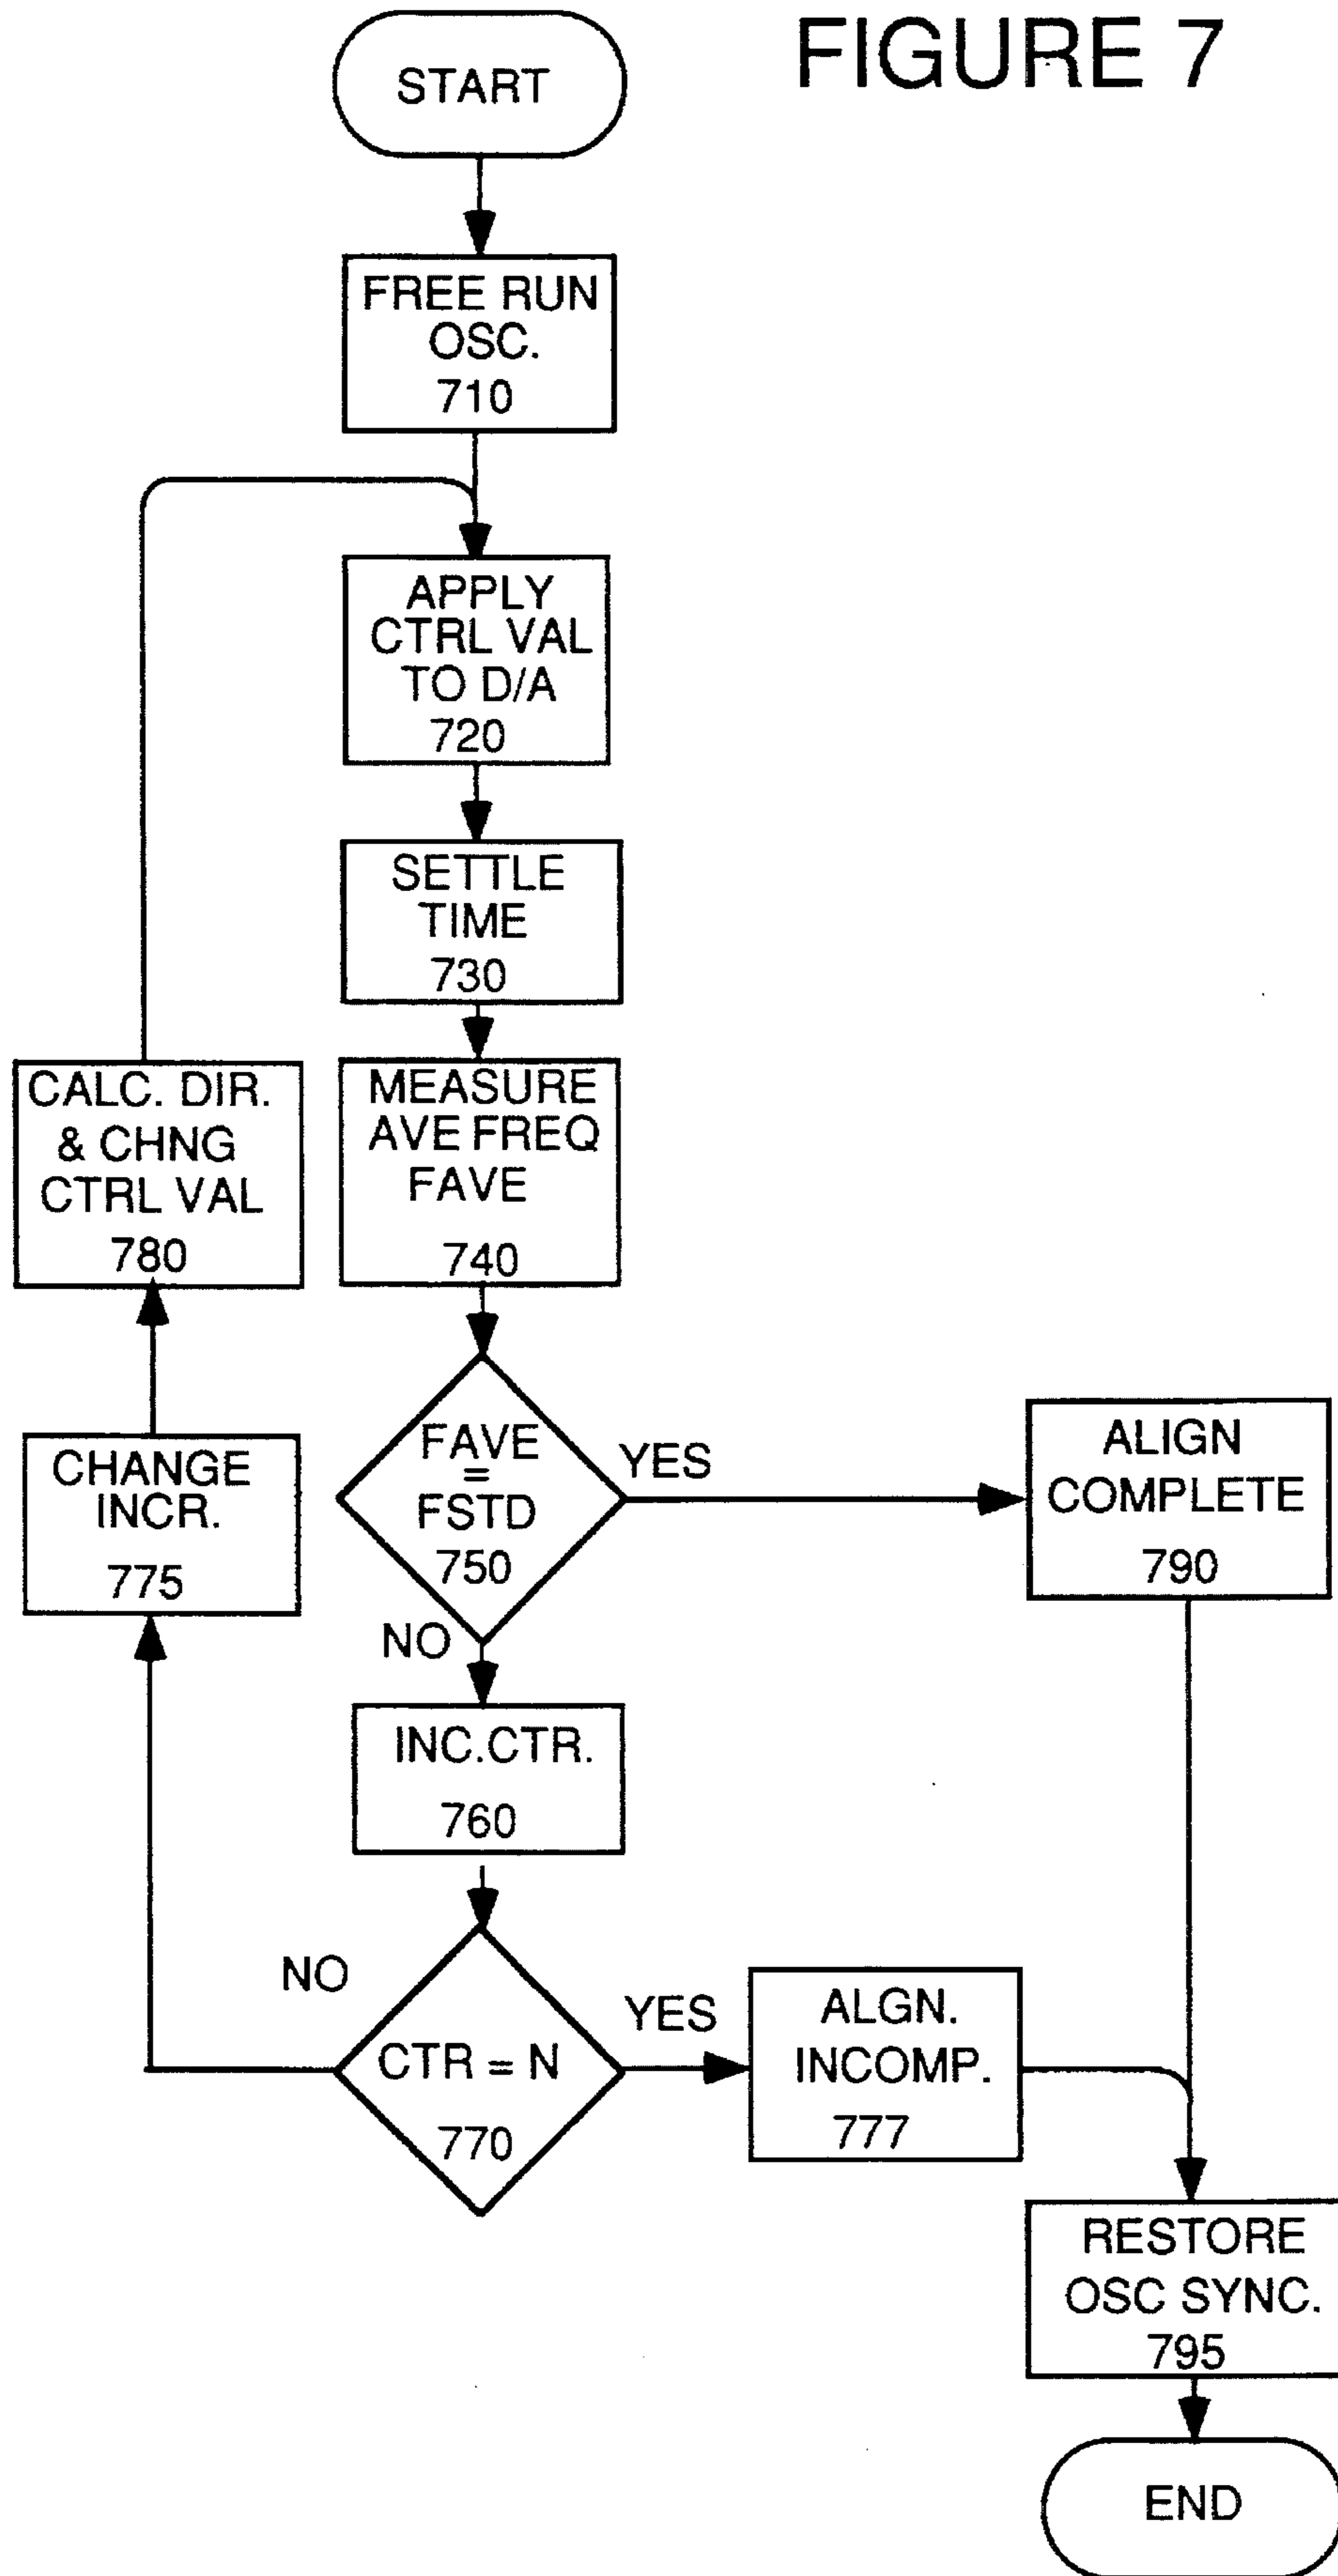 FIGURE 7
START
FREE RUN
OSC.
710
APPLY
CTRL VAL
TO D/A
720
SETTLE
TIME
730
CALC. DIR.
& CHNG
CTRL VAL
780
MEASURE
AVE FREQ
FAVE
740
CHANGE
INCR.
775
FAVE
=
FSTD
750
YES
NO
ALIGN
COMPLETE
790
INC.CTR.
760
NO
CTR = N
770
YES
ALGN.
INCOMP.
777
RESTORE
OSC SYNC.
795
END